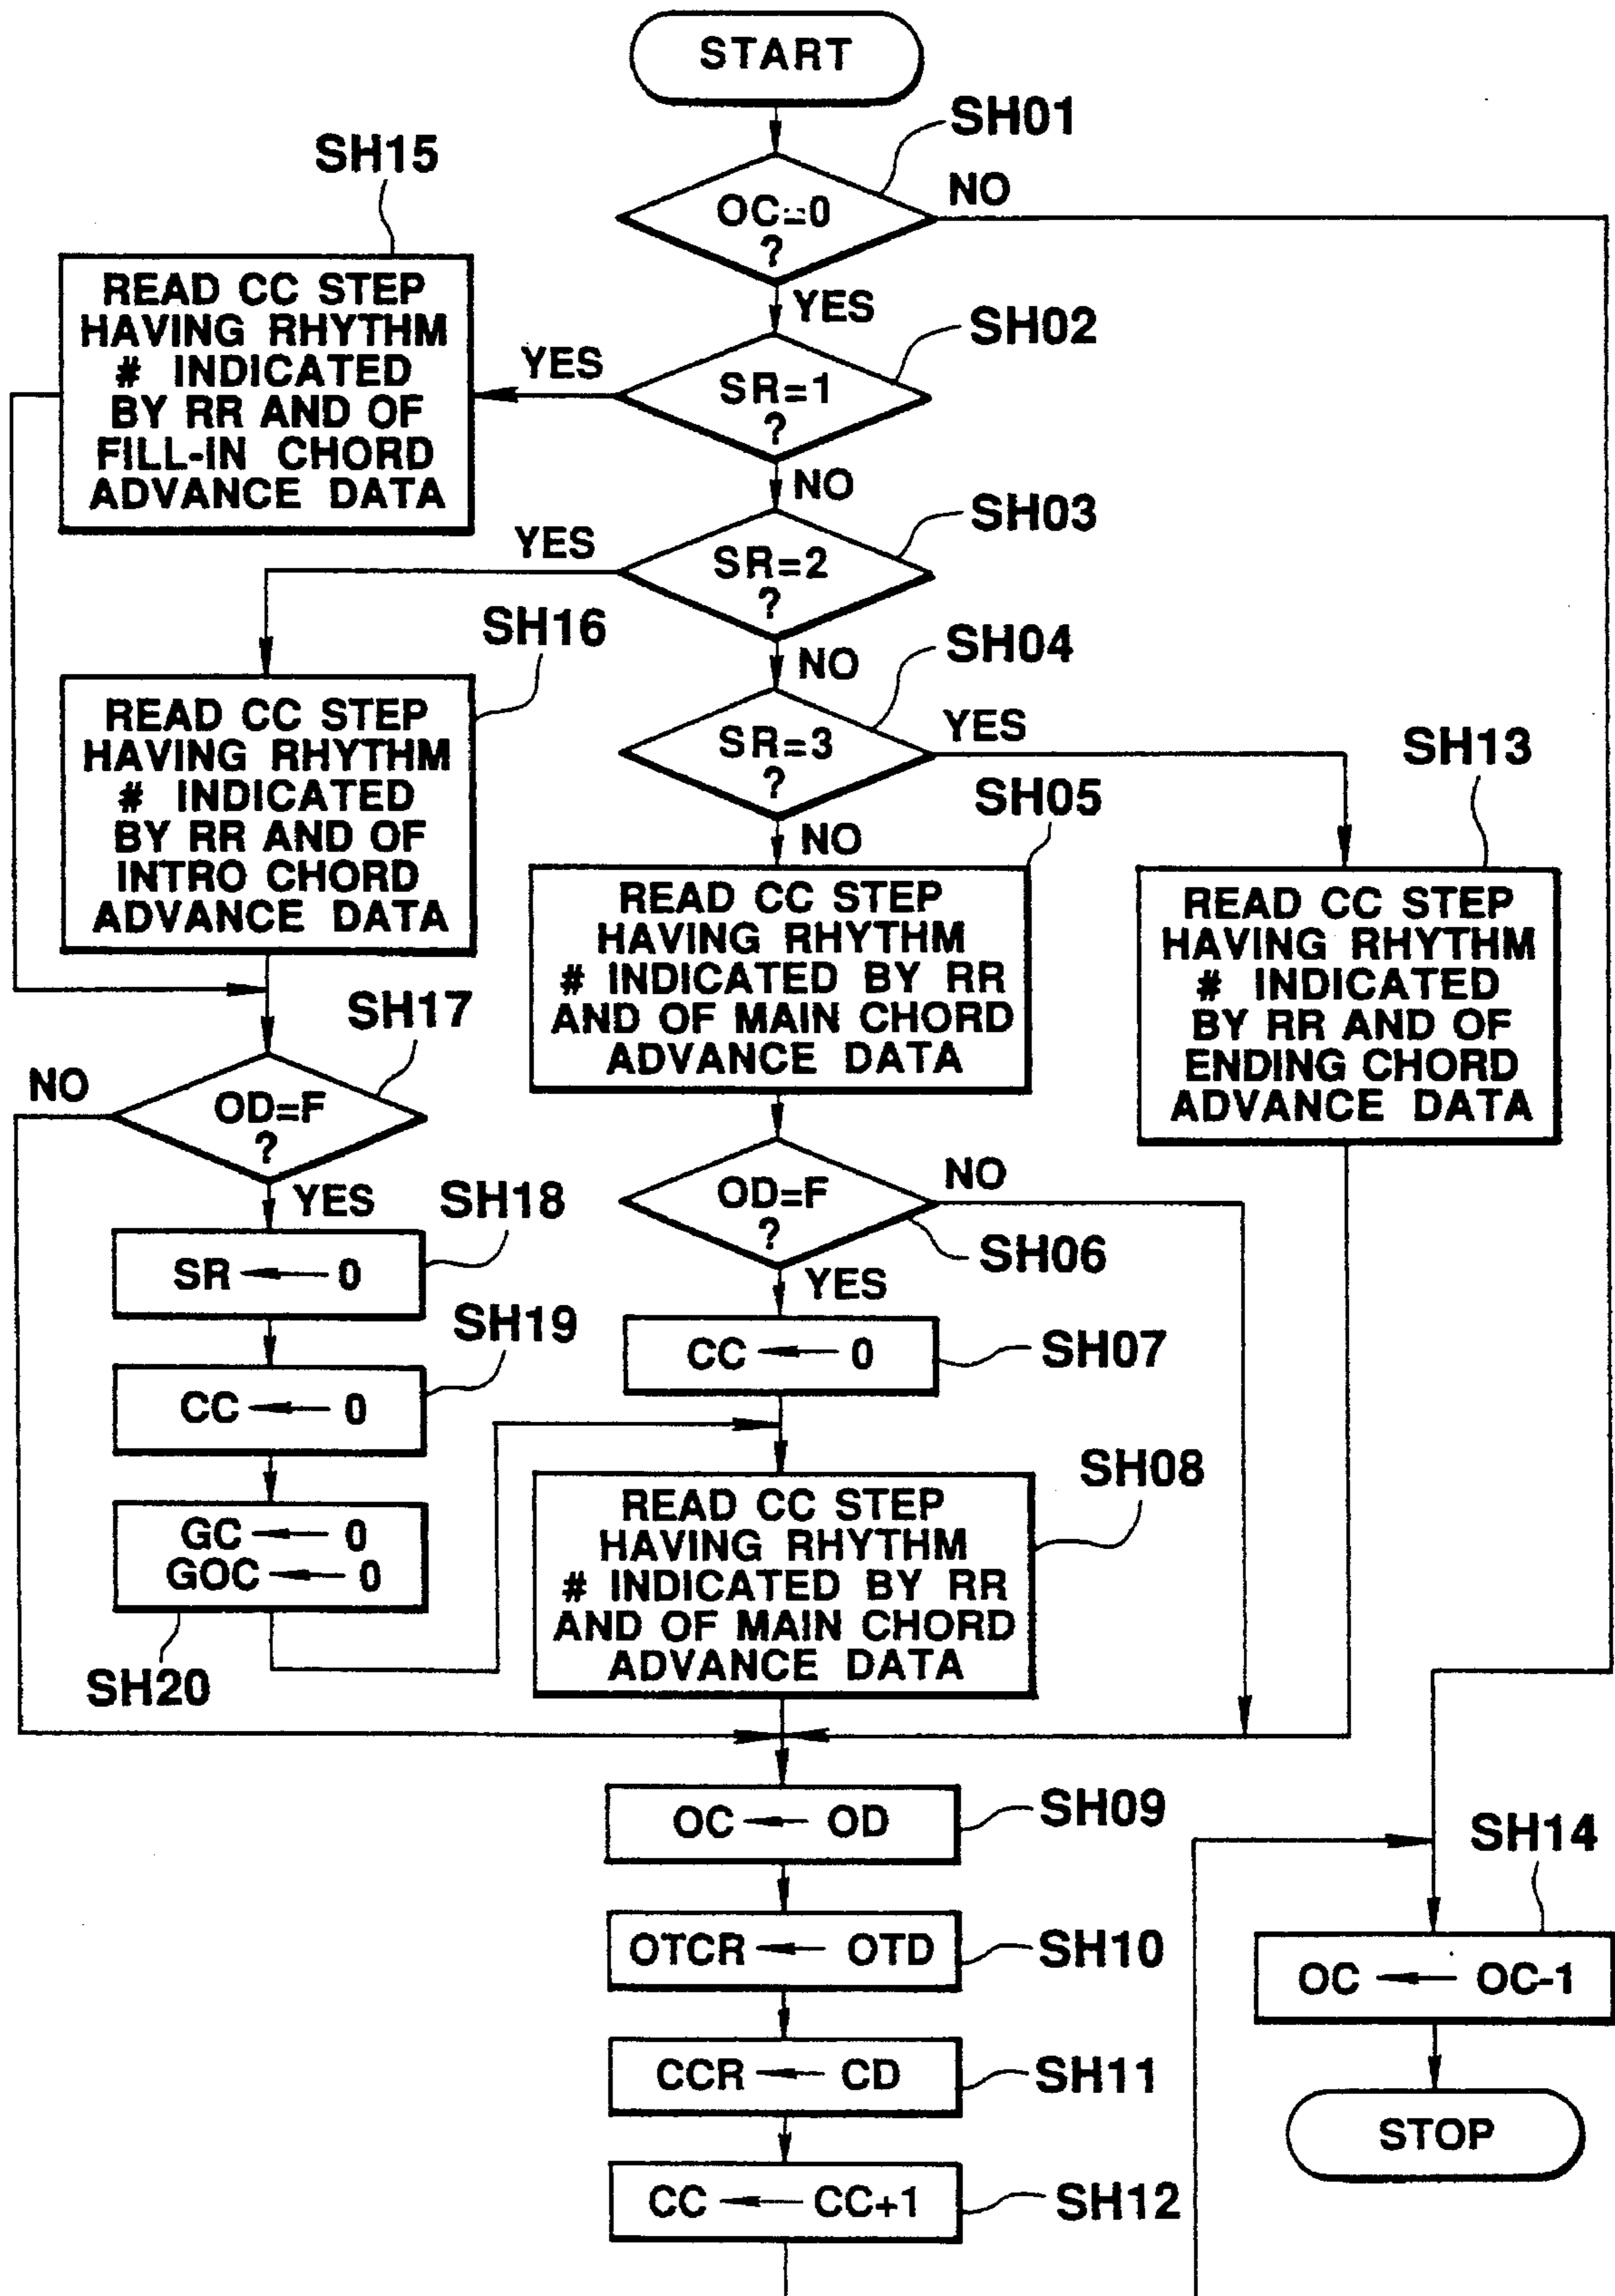 START
SH01
OC=0
?
NO
YES
SH15
READ CC STEP
HAVING RHYTHM
# INDICATED
BY RR AND OF
FILL-IN CHORD
ADVANCE DATA
SH02
SR=1
?
YES
NO
SH03
SR=2
?
YES
NO
SH16
READ CC STEP
HAVING RHYTHM
# INDICATED
BY RR AND OF
INTRO CHORD
ADVANCE DATA
SH04
SR=3
?
YES
NO
SH05
READ CC STEP
HAVING RHYTHM
# INDICATED BY RR
AND OF MAIN CHORD
ADVANCE DATA
SH13
READ CC STEP
HAVING RHYTHM
# INDICATED
BY RR AND OF
ENDING CHORD
ADVANCE DATA
SH17
OD=F
?
NO
YES
SH06
OD=F
?
NO
YES
SH18
SR ← 0
SH19
CC ← 0
SH07
CC ← 0
GC ← 0
GOC ← 0
SH20
SH08
READ CC STEP
HAVING RHYTHM
# INDICATED BY RR
AND OF MAIN CHORD
ADVANCE DATA
OC ← OD
SH09
OTCR ← OTD
SH10
CCR ← CD
SH11
CC ← CC+1
SH12
SH14
OC ← OC-1
STOP